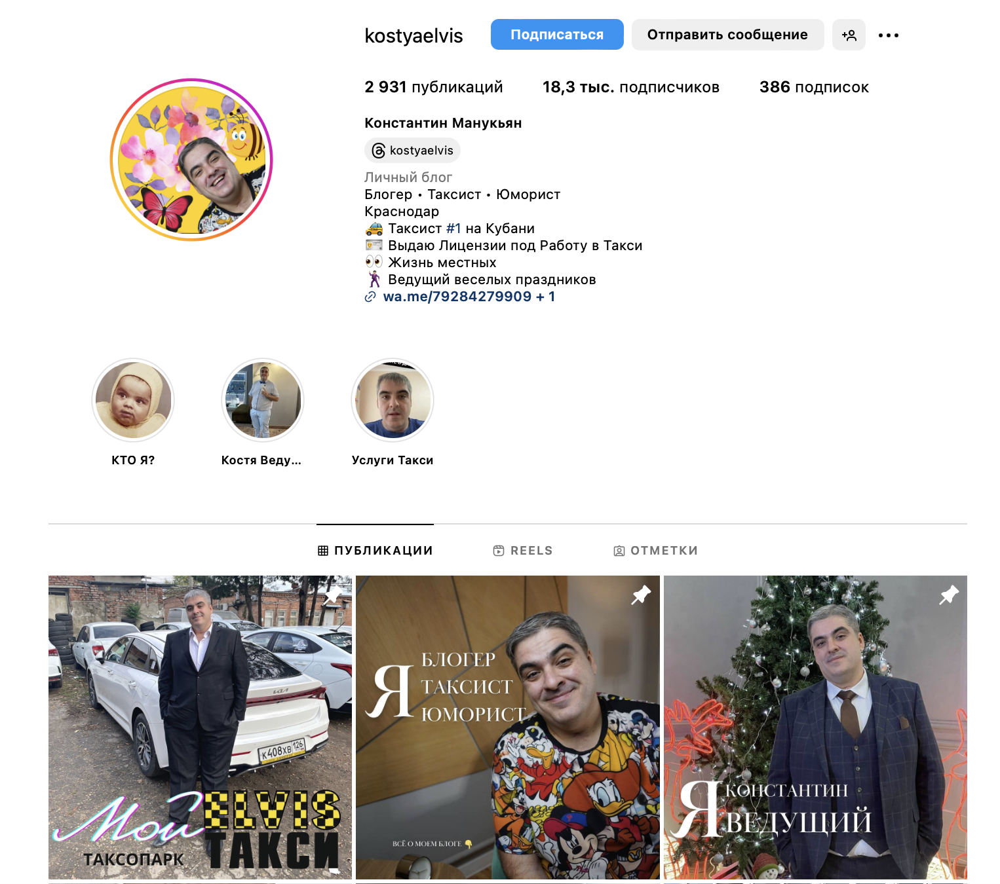 kostyaelvis
Подписаться
Отправить сообщение
2 931 публикаций
18,3 тыс. подписчиков
386 подписок
Константин Манукьян
kostyaelvis
Личный блог
Блогер • Таксист • Юморист
Краснодар
🚕 Таксист #1 на Кубани
🪪 Выдаю Лицензии под Работу в Такси
👀 Жизнь местных
🕺 Ведущий веселых праздников
wa.me/79284279909 + 1
КТО Я?
Костя Веду...
Услуги Такси
ПУБЛИКАЦИИ
REELS
ОТМЕТКИ
KIA
К408ХВ 126
Мой ELVIS
ТАКСИ
ТАКСОПАРК
Я
БЛОГЕР
ТАКСИСТ
ЮМОРИСТ
ВСЁ О МОЕМ БЛОГЕ 👇
Я
КОНСТАНТИН
ВЕДУЩИЙ